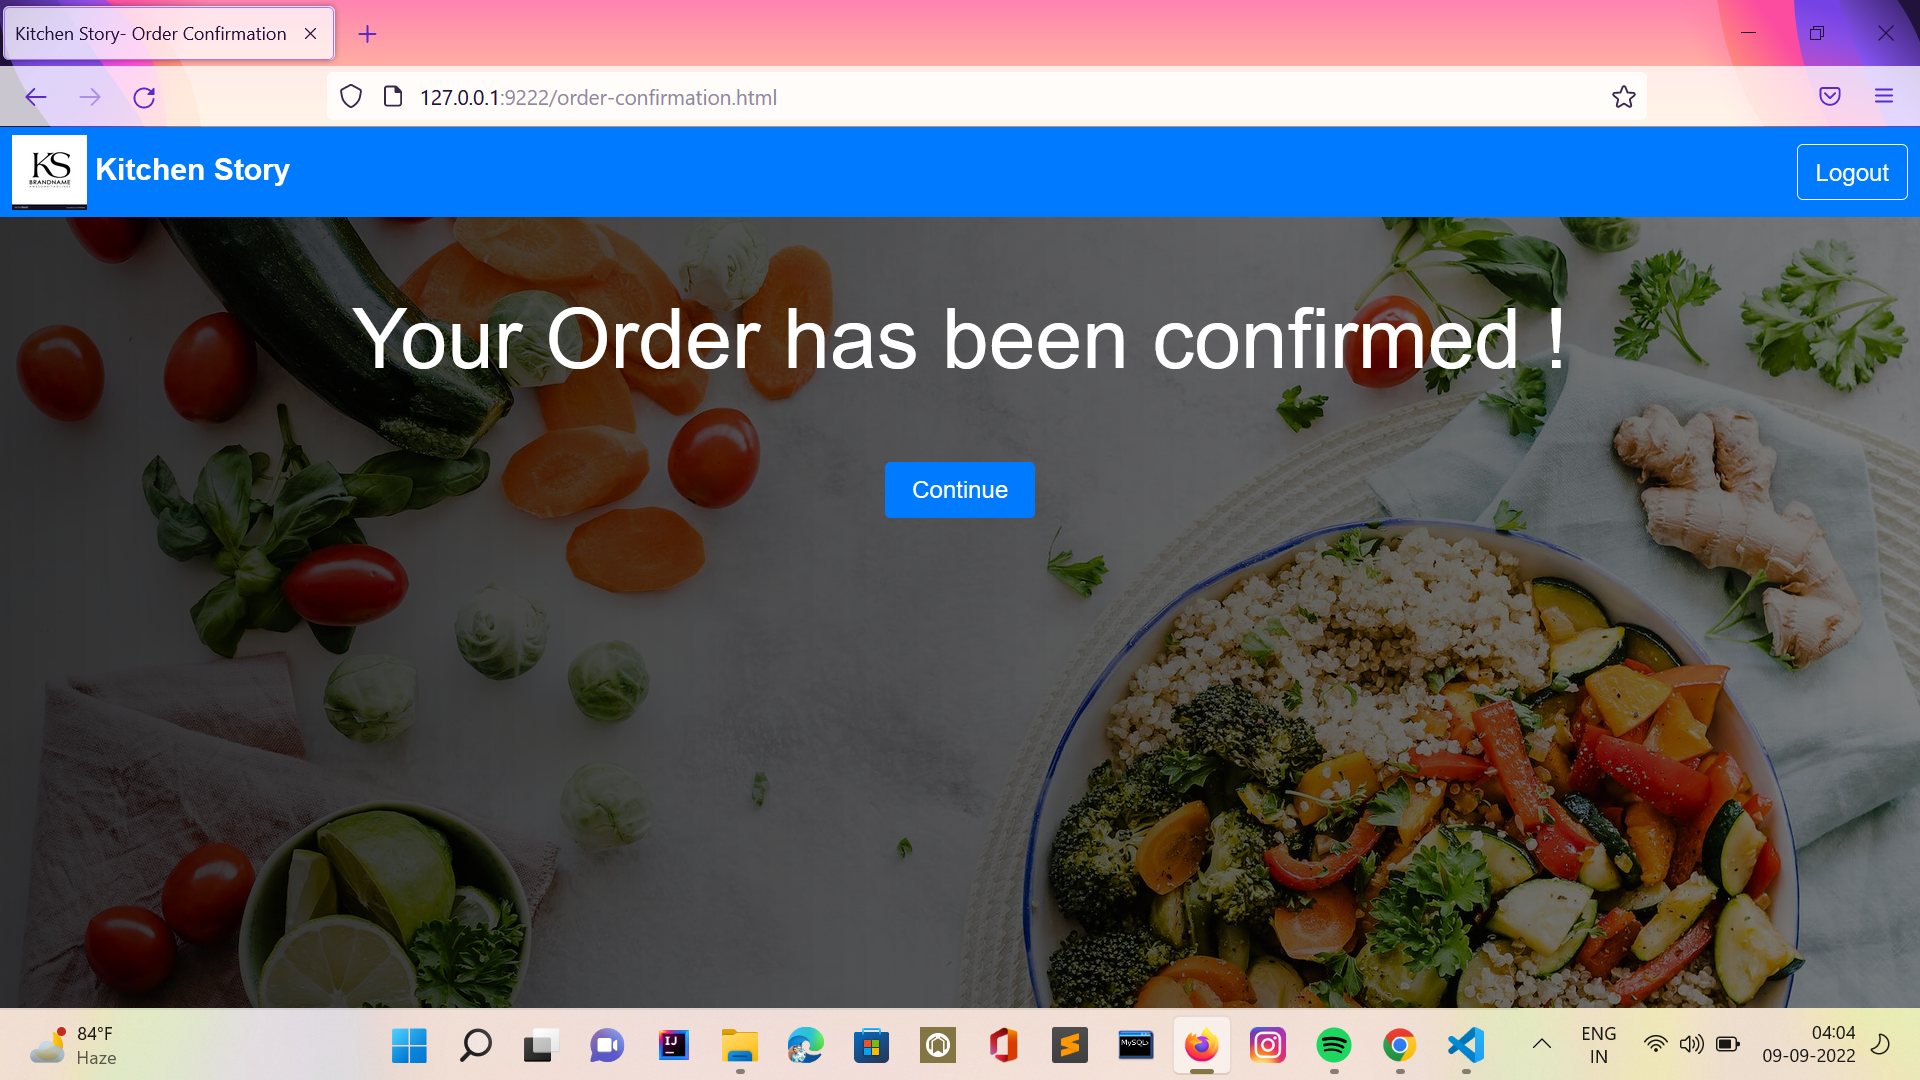 Kitchen Story- Order Confirmation
127.0.0.1:9222/order-confirmation.html
KS
BRANDNAME
Kitchen Story
Logout
Your Order has been confirmed !
Continue
84°F
Haze
IJ
MySQL>
ENG
IN
04:04
09-09-2022